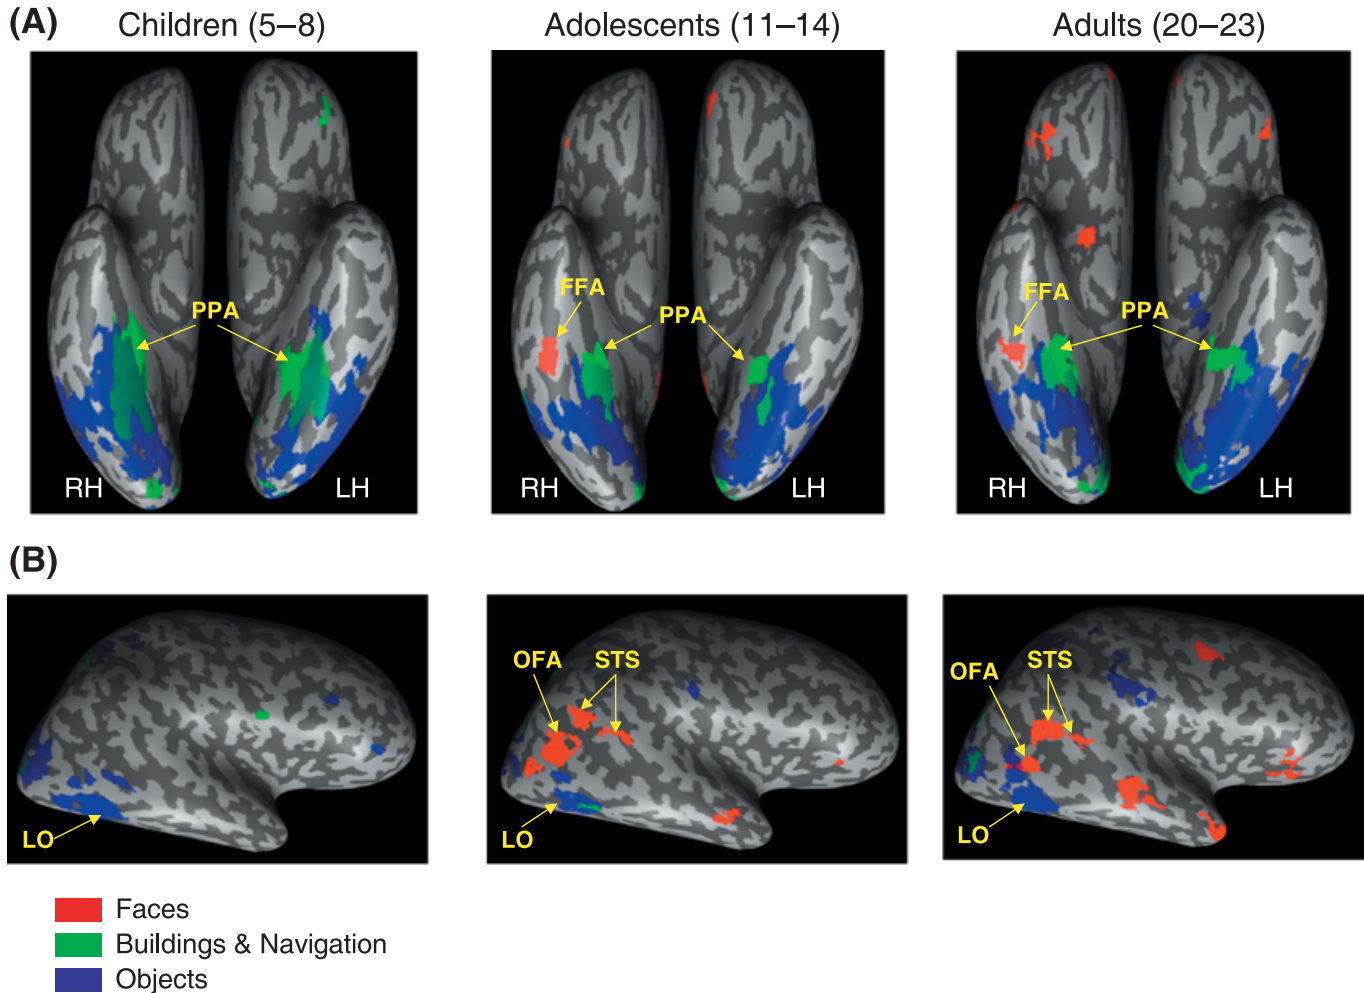 (A)
Children (5–8)
Adolescents (11–14)
Adults (20–23)
PPA
RH
LH
FFA
PPA
RH
LH
FFA
PPA
RH
LH
(B)
LO
OFA
STS
LO
OFA
STS
LO
Faces
Buildings & Navigation
Objects